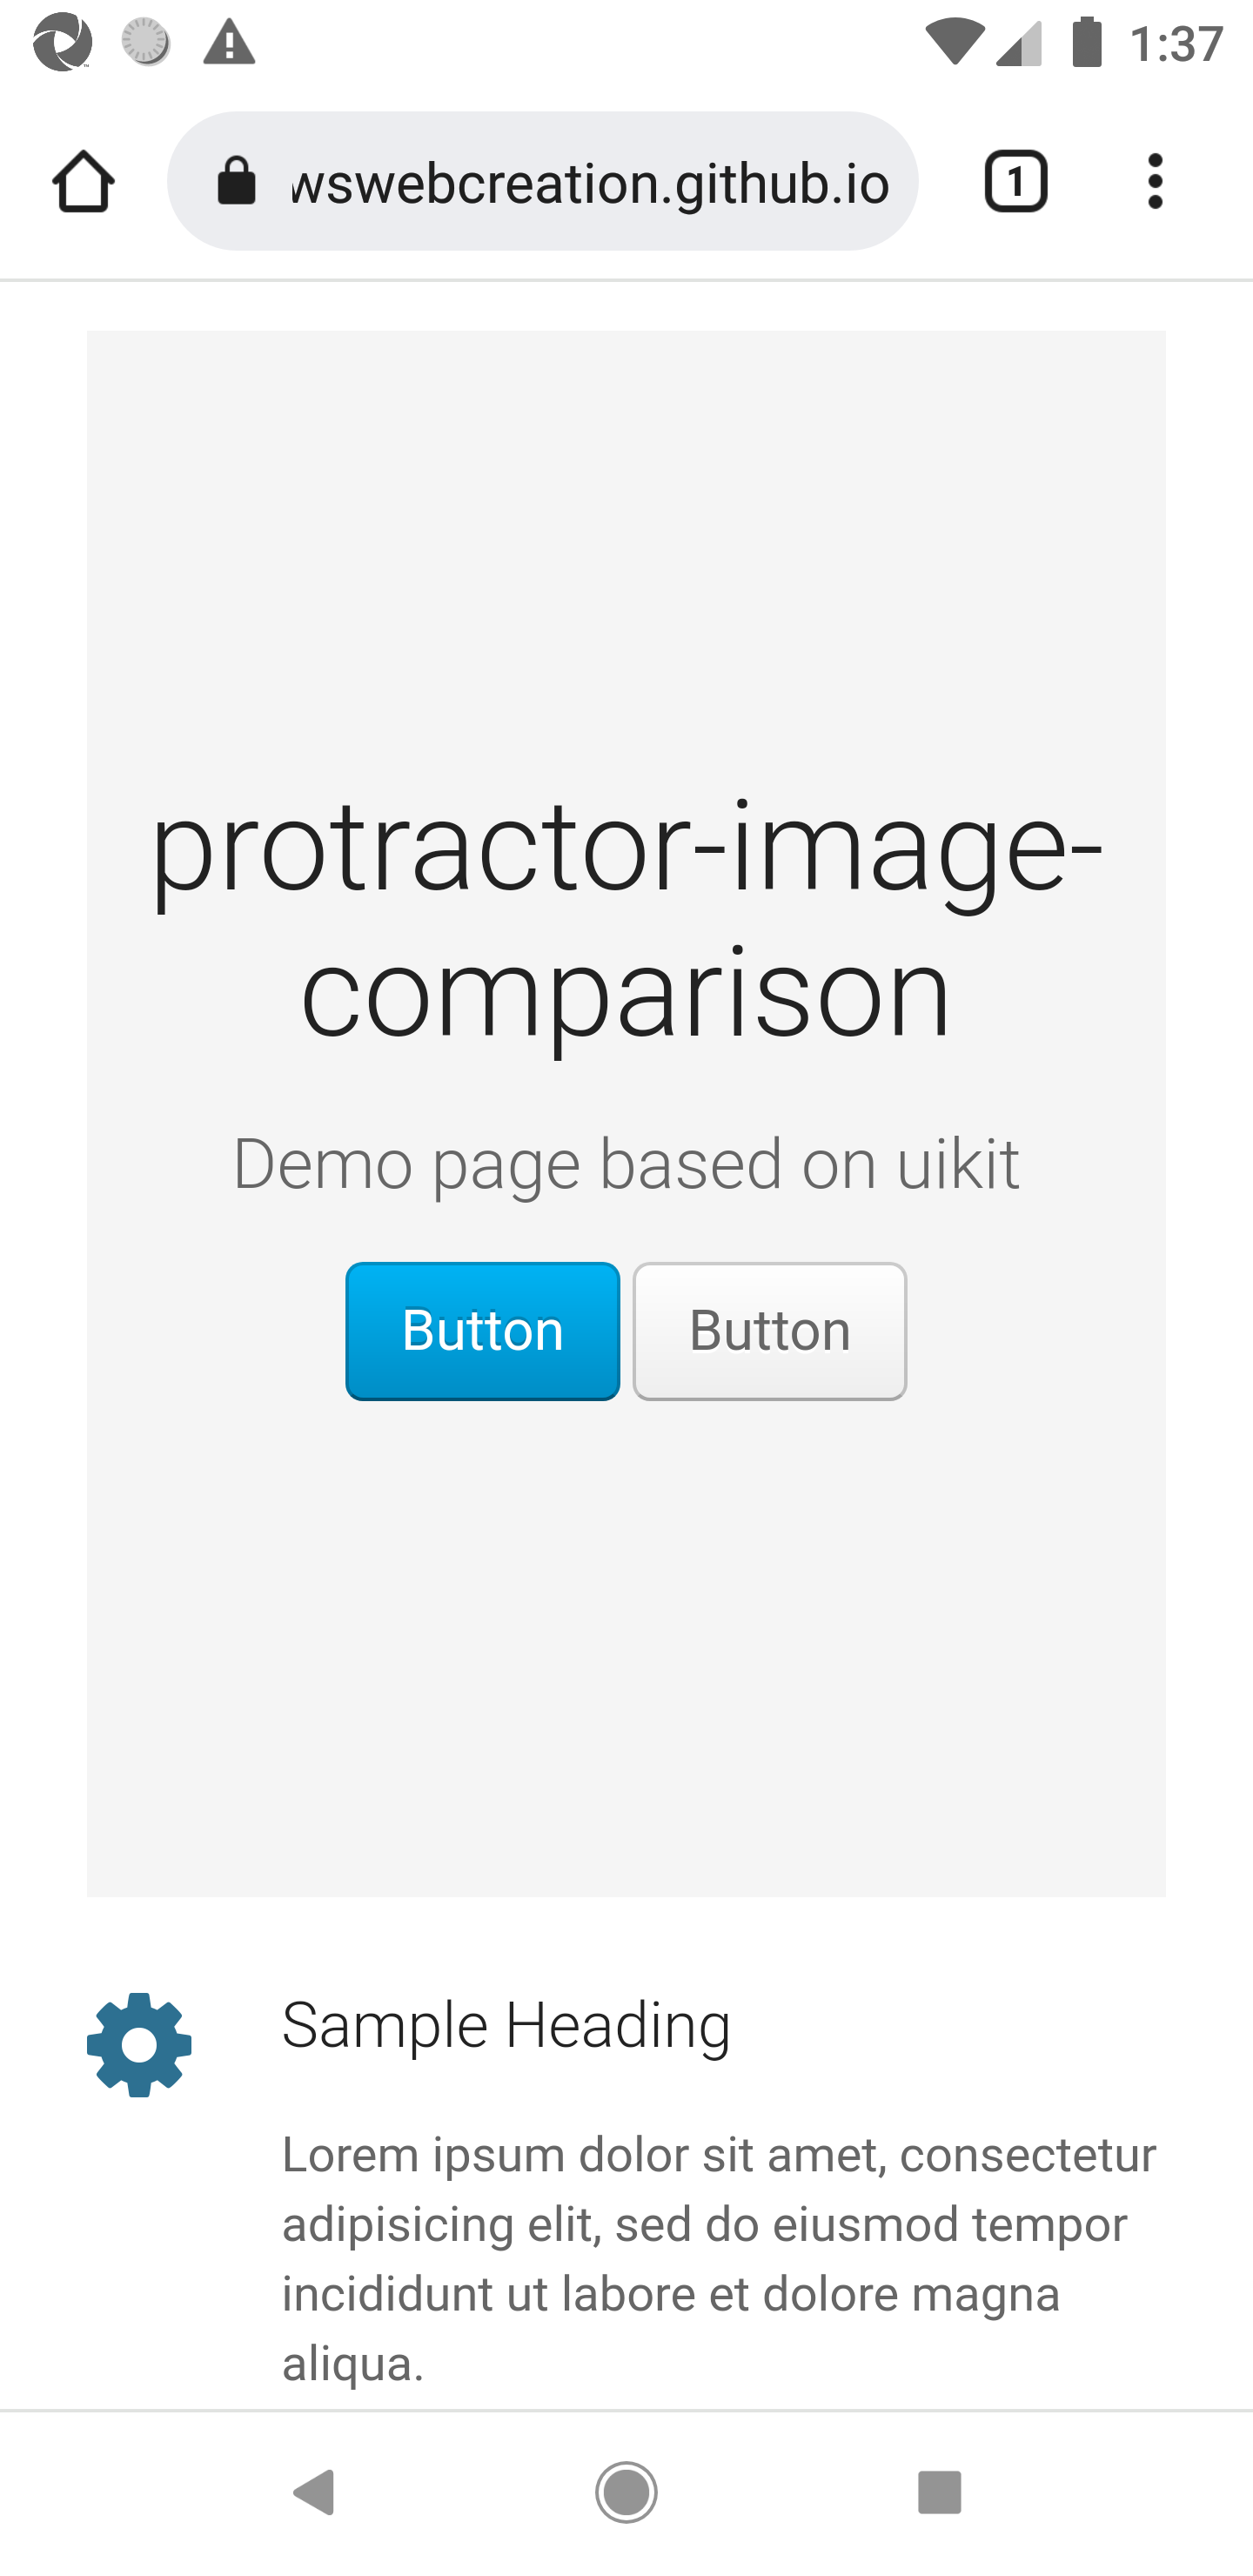 1:37
wswebcreation.github.io
1
protractor-image-
comparison
Demo page based on uikit
Button Button
Sample Heading
Lorem ipsum dolor sit amet, consectetur
adipisicing elit, sed do eiusmod tempor
incididunt ut labore et dolore magna
aliqua.